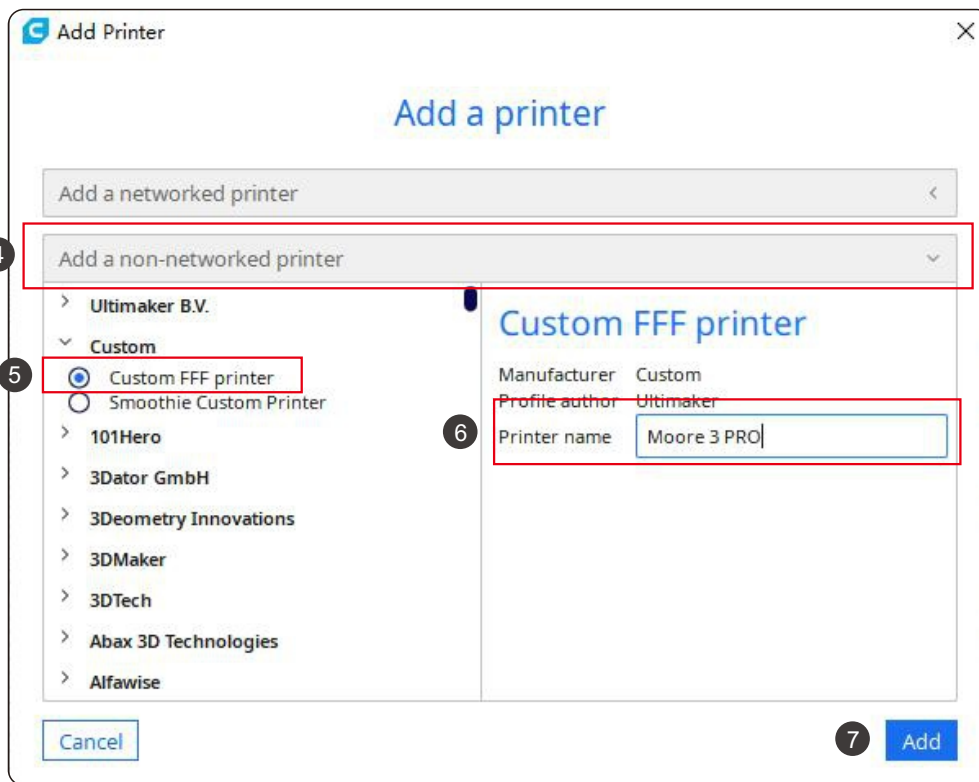 Add Printer
Add a printer
Add a networked printer
4
Add a non-networked printer
Ultimaker B.V.
Custom
5
Custom FFF printer
Smoothie Custom Printer
101Hero
3Dator GmbH
3Deometry Innovations
3DMaker
3DTech
Abax 3D Technologies
Alfawise
Custom FFF printer
Manufacturer Custom
Profile author Ultimaker
6
Printer name Moore 3 PRO
Cancel
7
Add